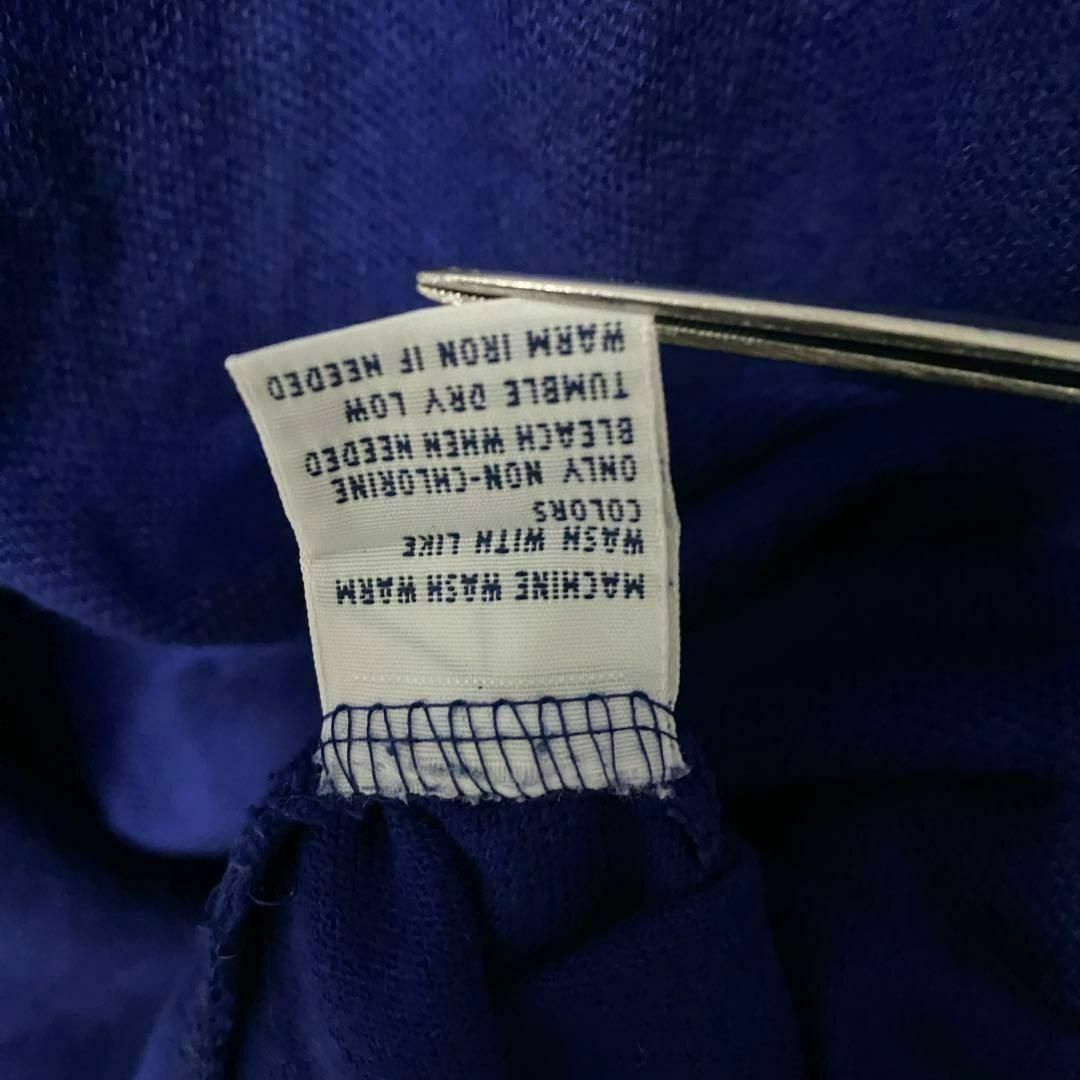 MACHINE WASH WARM
WASH WITH LIKE
COLORS
ONLY NON-CHLORINE
BLEACH WHEN NEEDED
TUMBLE DRY LOW
WARM IRON IF NEEDED